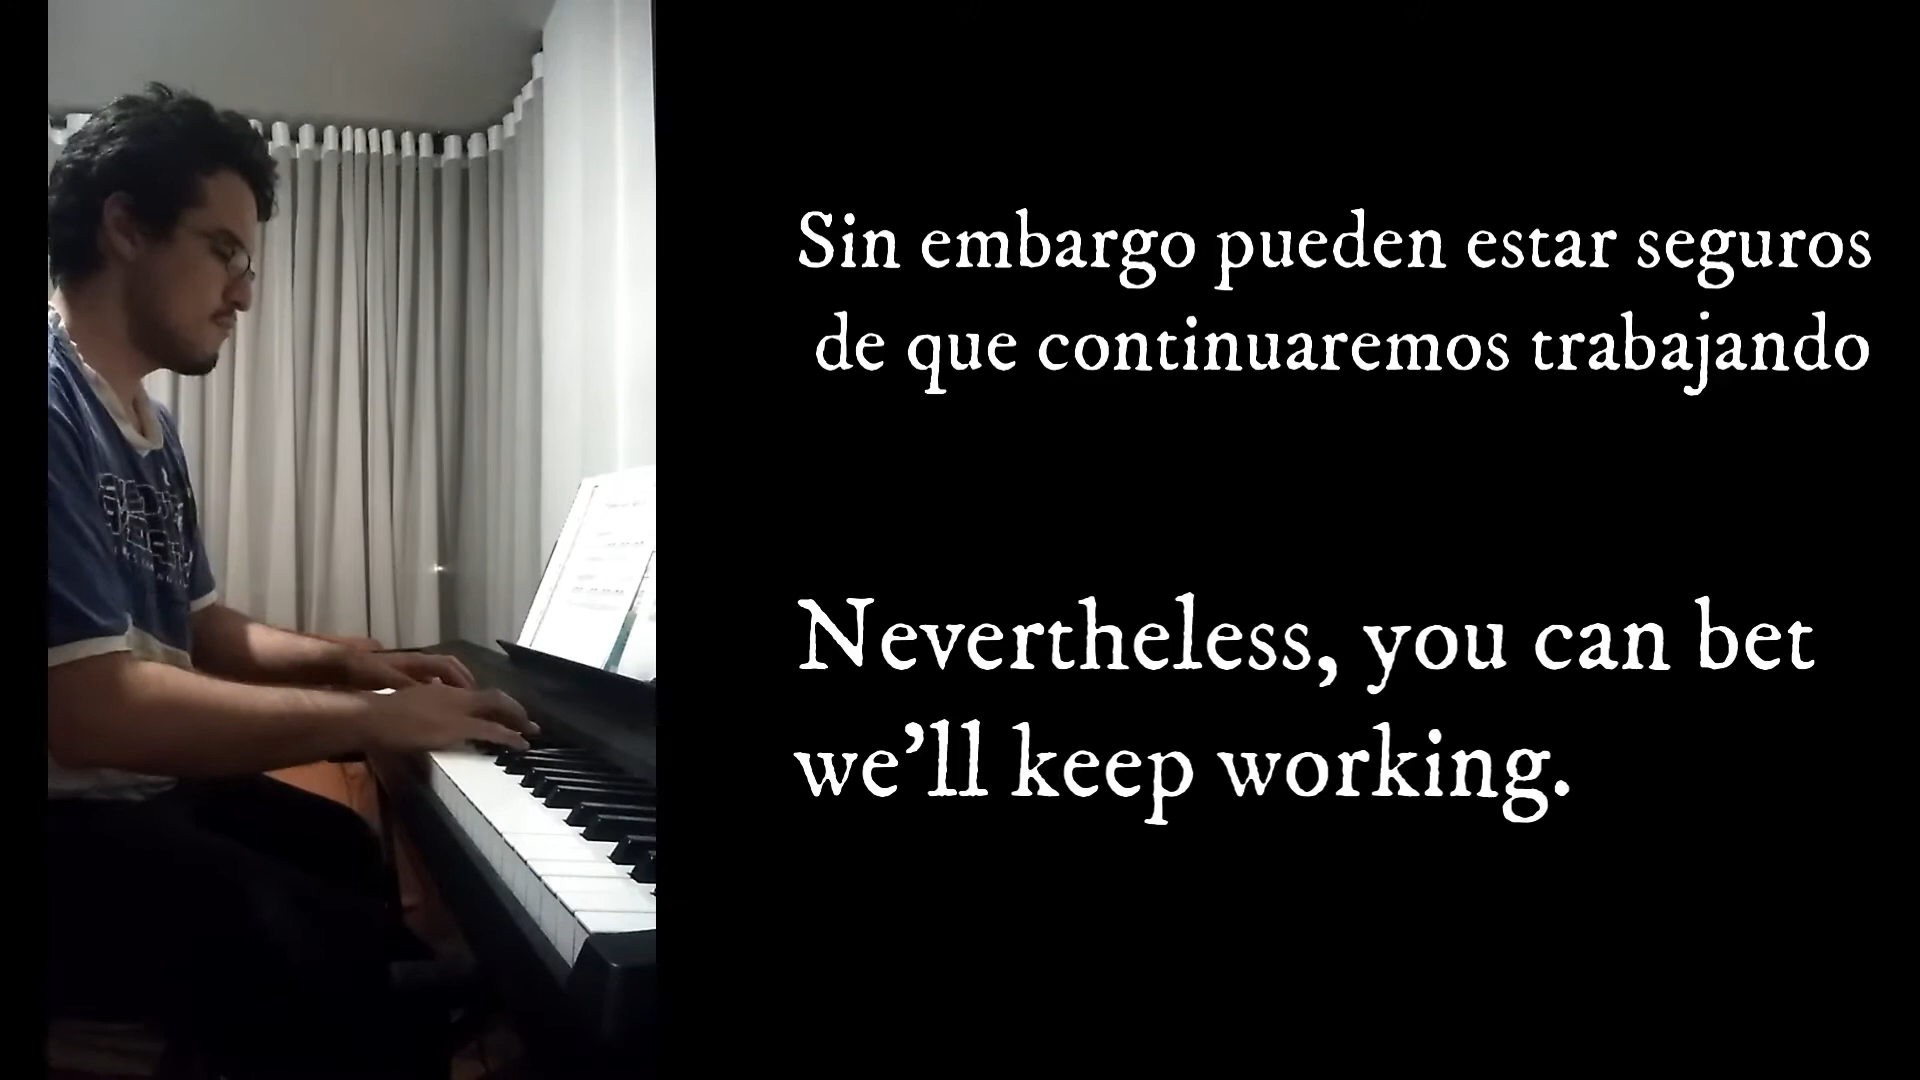 Sin embargo pueden estar seguros
de que continuaremos trabajando
Nevertheless, you can bet
we’ll keep working.